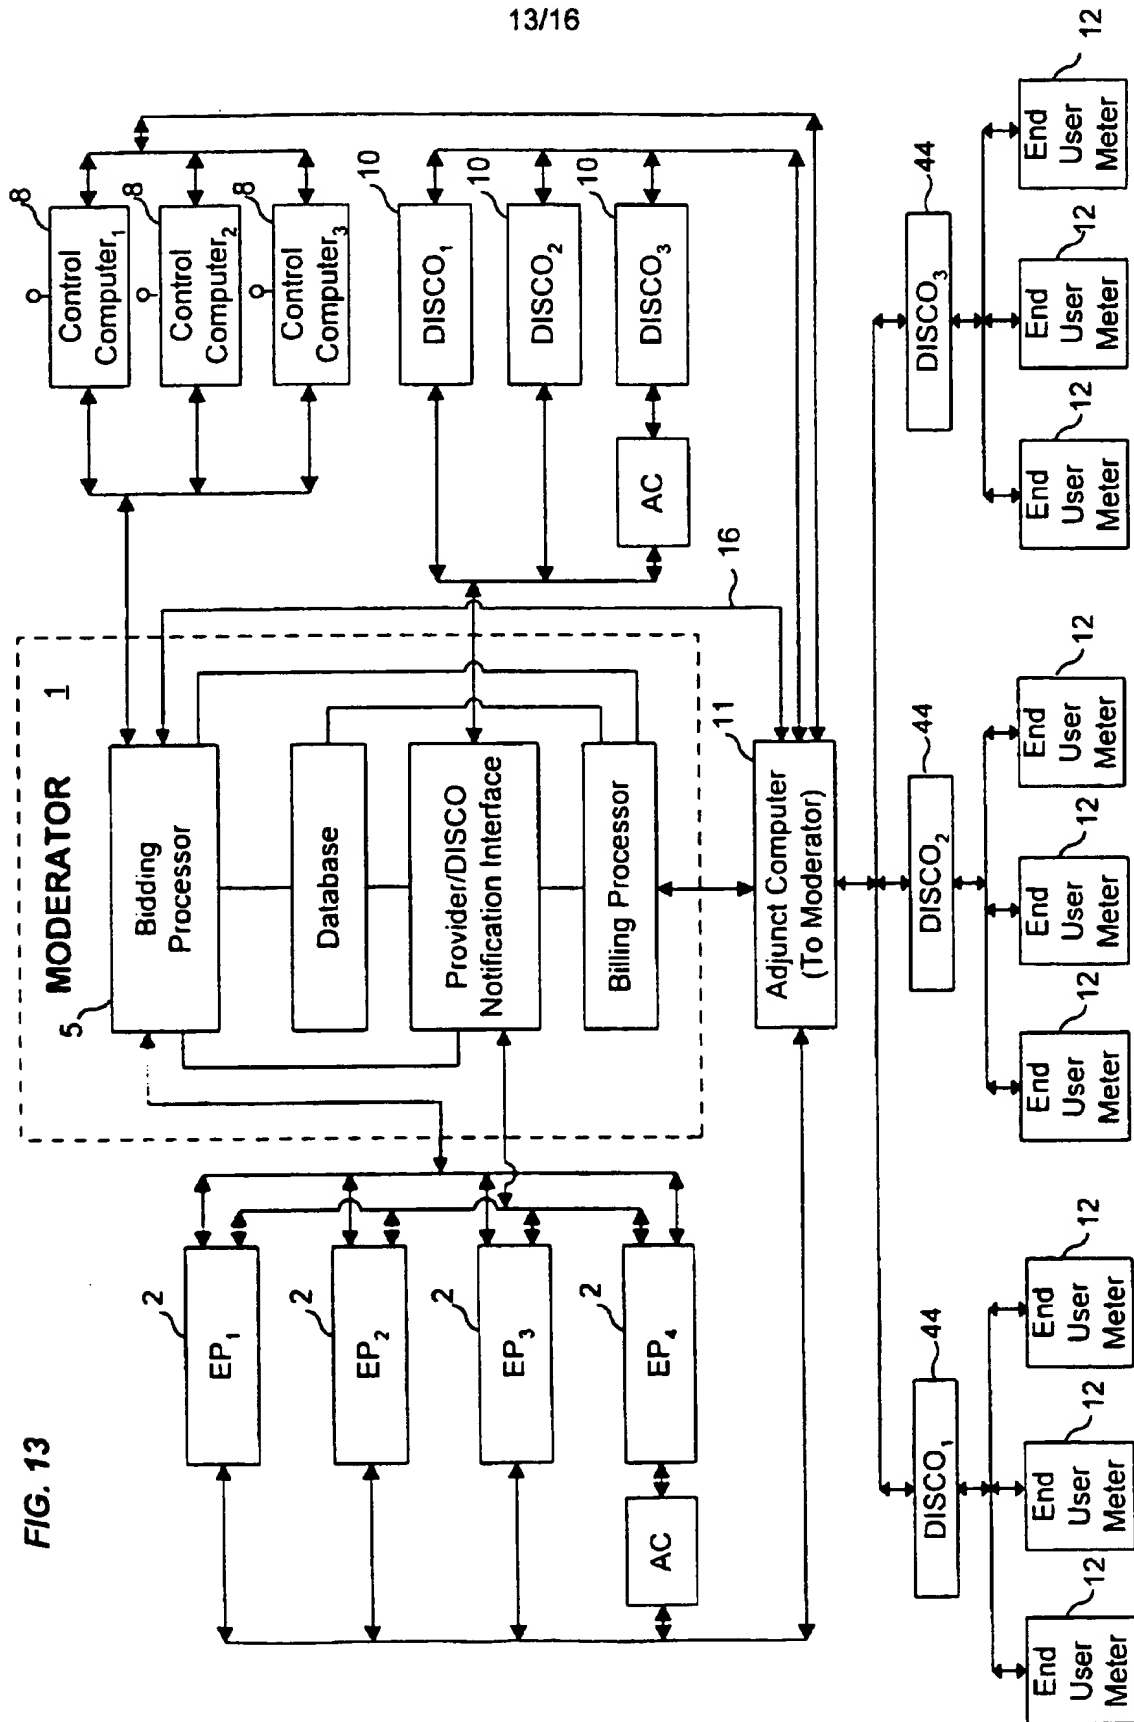 13/16
FIG. 13
MODERATOR
1
5
Bidding
Processor
Database
Provider/DISCO
Notification Interface
Billing Processor
2
EP1
2
EP2
2
EP3
2
EP4
AC
8
Control
Computer1
8
Control
Computer2
8
Control
Computer3
10
DISCO1
10
DISCO2
10
DISCO3
AC
16
11
Adjunct Computer
(To Moderator)
44
DISCO1
44
DISCO2
44
DISCO3
12
End
User
Meter
12
End
User
Meter
12
End
User
Meter
12
End
User
Meter
12
End
User
Meter
12
End
User
Meter
12
End
User
Meter
12
End
User
Meter
12
End
User
Meter